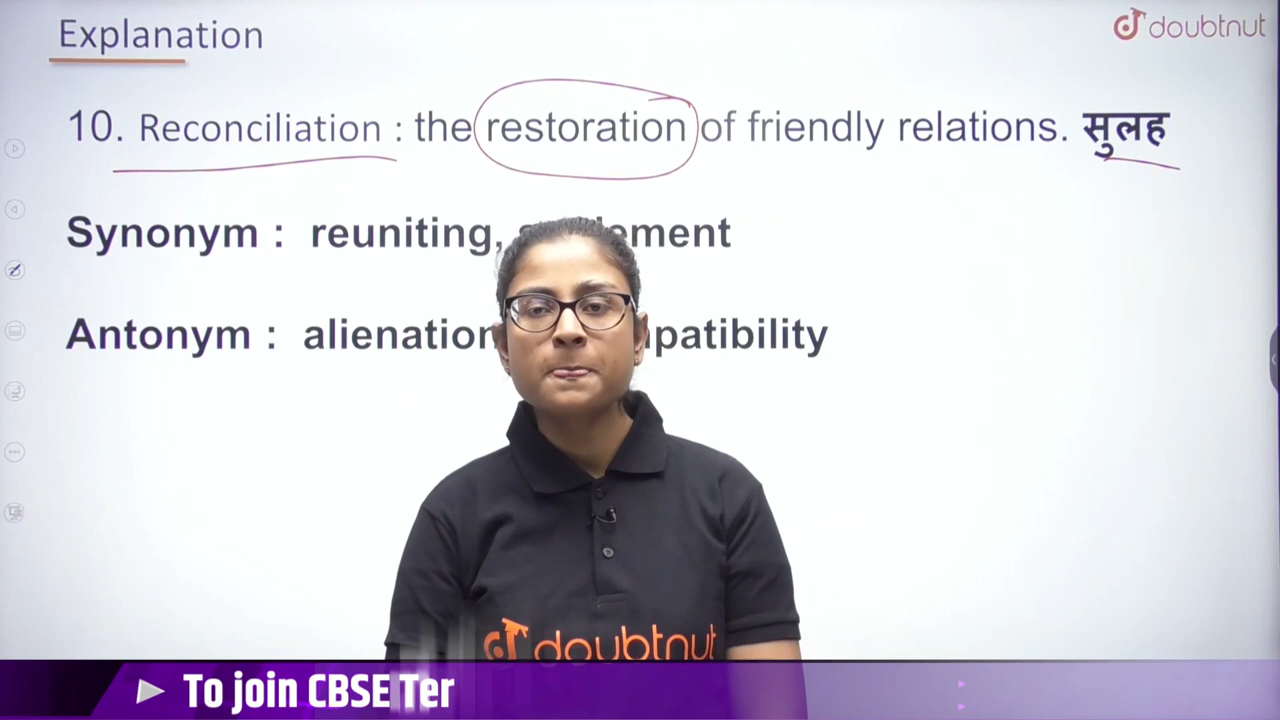 Explanation
doubtnut
10. Reconciliation : the restoration of friendly relations. सुलह
Synonym : reuniting,
Antonym : alienation
doubtnut
To join CBSE Ter